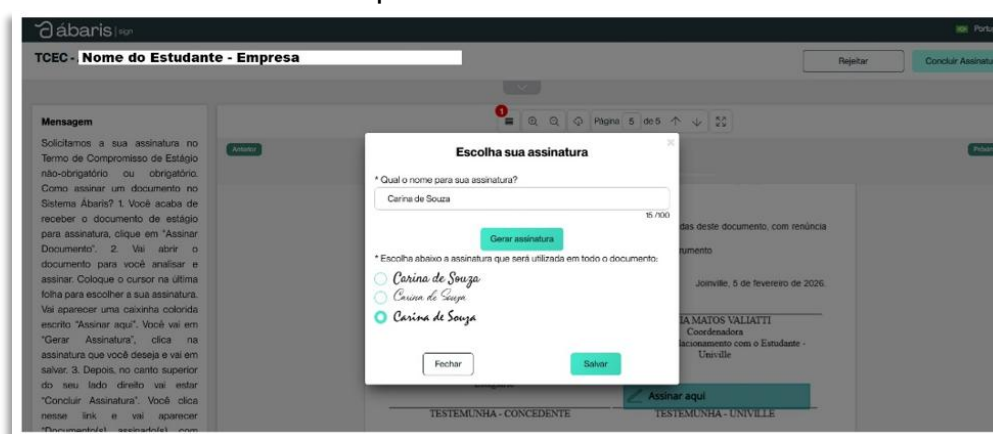 ábaris | sign
Portu
TCEC - Nome do Estudante - Empresa
Rejeitar
Concluir Assinatu
Mensagem
Solicitamos a sua assinatura no
Termo de Compromisso de Estágio
não-obrigatório ou obrigatório.
Como assinar um documento no
Sistema Ábaris? 1. Você acaba de
receber o documento de estágio
para assinatura, clique em "Assinar
Documento". 2. Vai abrir o
documento para você analisar e
assinar. Coloque o cursor na última
folha para escolher a sua assinatura.
Vai aparecer uma caixinha colorida
escrito "Assinar aqui". Você vai em
"Gerar Assinatura", clica na
assinatura que você deseja e vai em
salvar. 3. Depois, no canto superior
do seu lado direito vai estar
"Concluir Assinatura". Você clica
nesse link e vai aparecer
"Documento(s) assinado(s) com
1
Página 5 de 5
Anterior
Próxim
Escolha sua assinatura
* Qual o nome para sua assinatura?
Carina de Souza
15 /100
Gerar assinatura
* Escolha abaixo a assinatura que será utilizada em todo o documento:
Carina de Souza
Carina de Souza
Carina de Souza
Fechar
Salvar
das deste documento, com renúncia
rumento
Joinville, 5 de fevereiro de 2026.
IA MATOS VALIATTI
Coordenadora
lacionamento com o Estudante -
Univille
Assinar aqui
TESTEMUNHA - CONCEDENTE
TESTEMUNHA - UNIVILLE